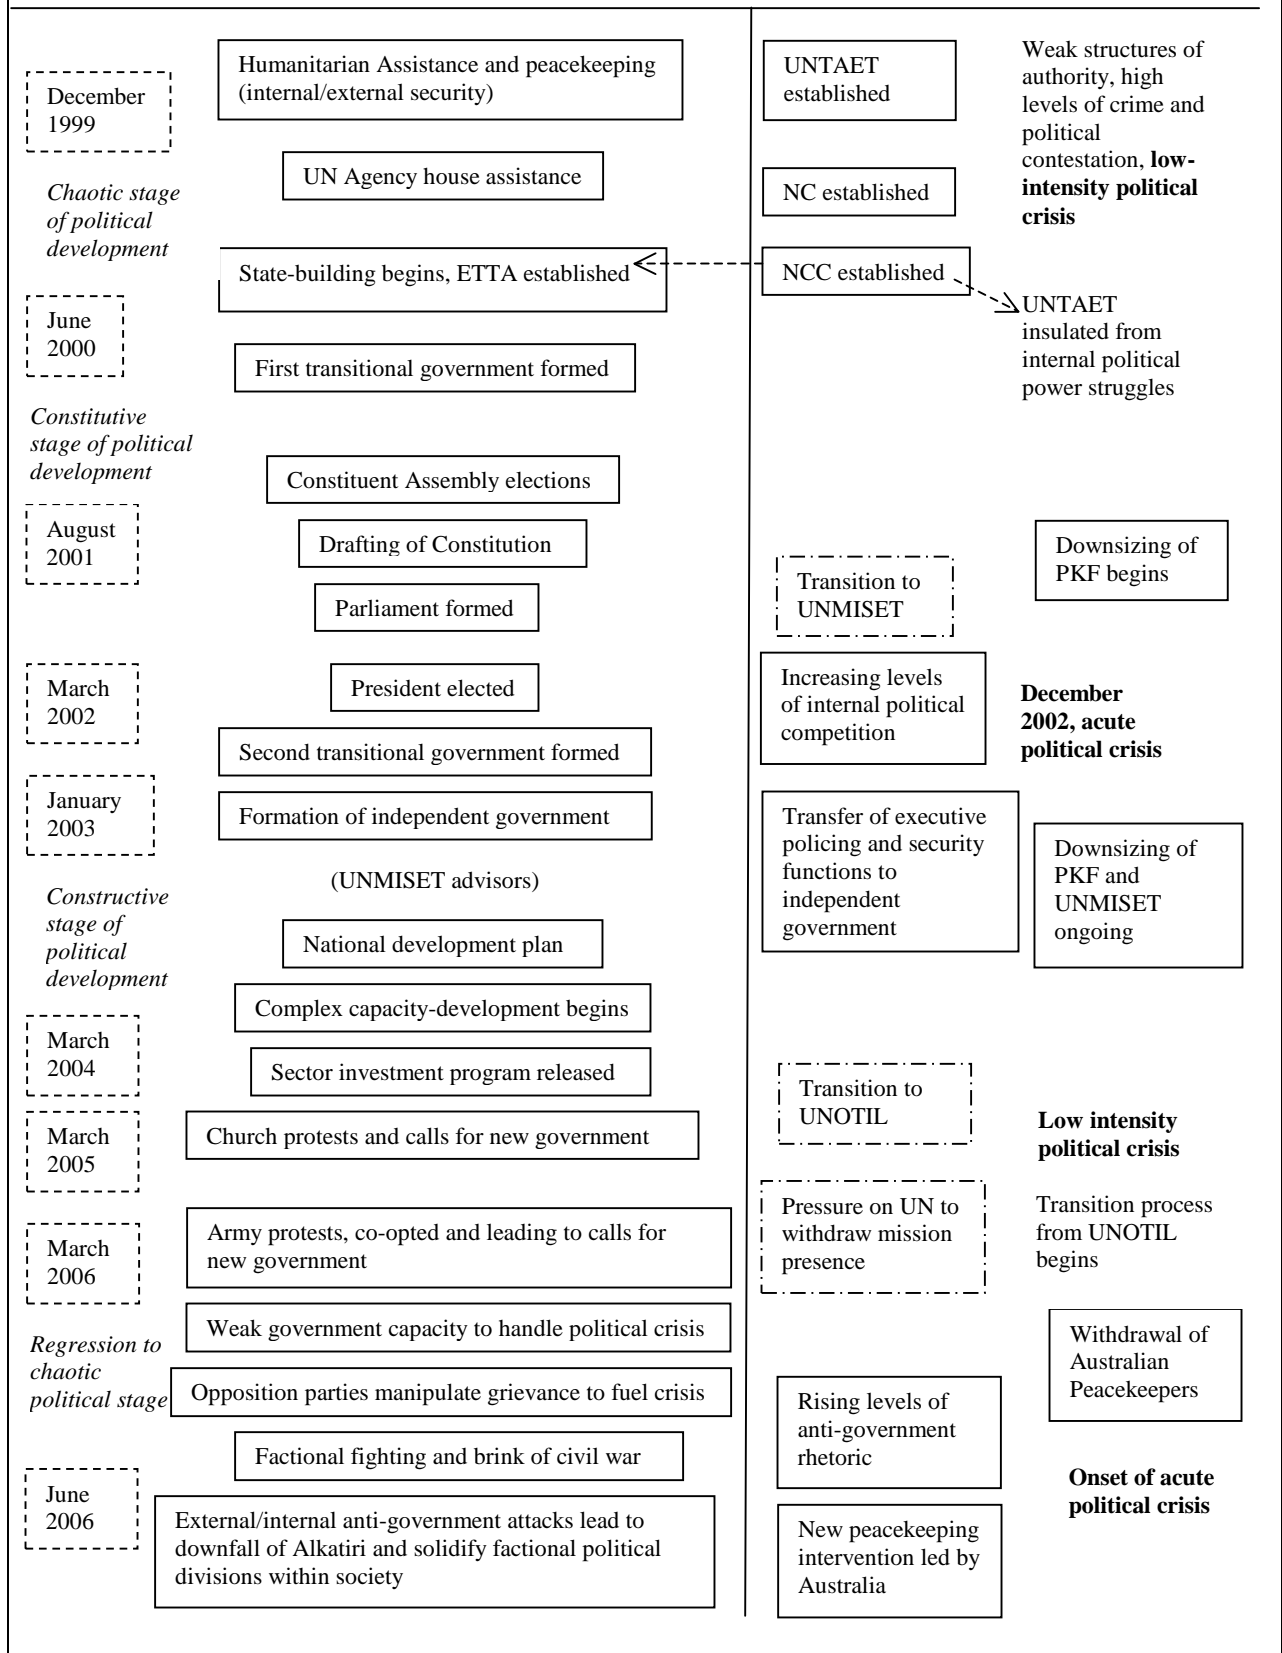 December
1999
Chaotic stage
of political
development
June
2000
Constitutive
stage of political
development
August
2001
March
2002
January
2003
Constructive
stage of
political
development
March
2004
March
2005
March
2006
Regression to
chaotic
political stage
June
2006
Humanitarian Assistance and peacekeeping
(internal/external security)
UN Agency house assistance
State-building begins, ETTA established
First transitional government formed
Constituent Assembly elections
Drafting of Constitution
Parliament formed
President elected
Second transitional government formed
Formation of independent government
(UNMISET advisors)
National development plan
Complex capacity-development begins
Sector investment program released
Church protests and calls for new government
Army protests, co-opted and leading to calls for
new government
Weak government capacity to handle political crisis
Opposition parties manipulate grievance to fuel crisis
Factional fighting and brink of civil war
External/internal anti-government attacks lead to
downfall of Alkatiri and solidify factional political
divisions within society
UNTAET
established
NC established
NCC established
Transition to
UNMISET
Increasing levels
of internal political
competition
Transfer of executive
policing and security
functions to
independent
government
Transition to
UNOTIL
Pressure on UN to
withdraw mission
presence
Rising levels of
anti-government
rhetoric
New peacekeeping
intervention led by
Australia
Weak structures of
authority, high
levels of crime and
political
contestation, low-
intensity political
crisis
UNTAET
insulated from
internal political
power struggles
Downsizing of
PKF begins
December
2002, acute
political crisis
Downsizing of
PKF and
UNMISET
ongoing
Low intensity
political crisis
Transition process
from UNOTIL
begins
Withdrawal of
Australian
Peacekeepers
Onset of acute
political crisis